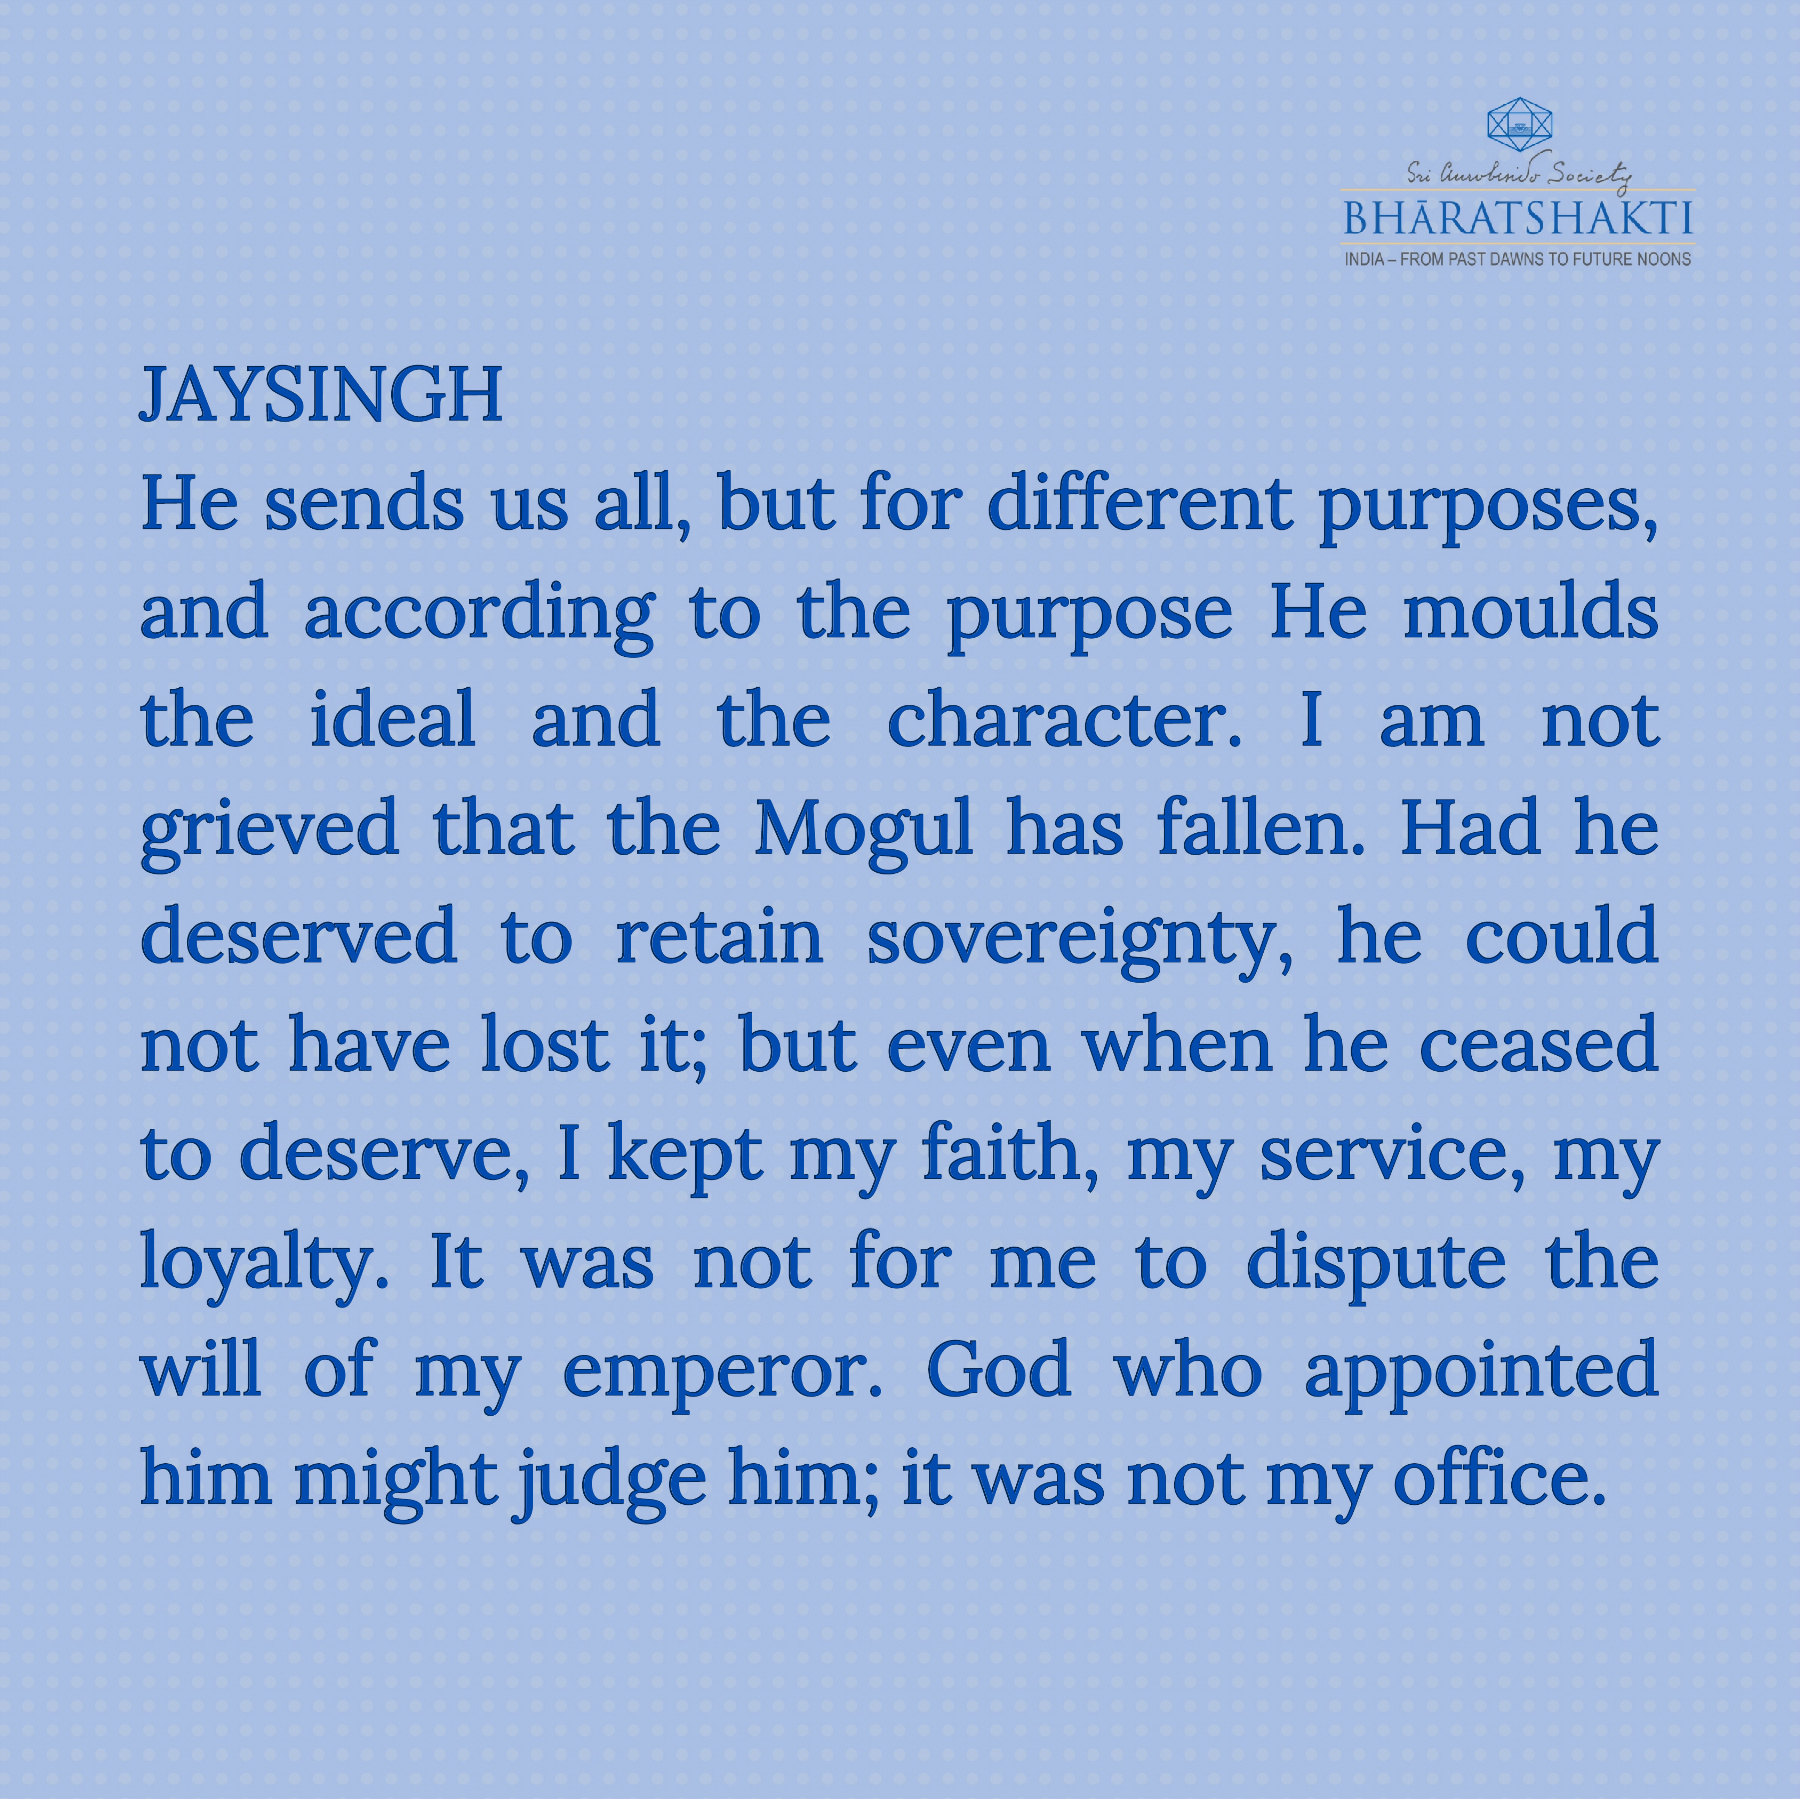 Sri Aurobindo Society
BHĀRATSHAKTI
INDIA – FROM PAST DAWNS TO FUTURE NOONS
JAYSINGH
He sends us all, but for different purposes,
and according to the purpose He moulds
the ideal and the character. I am not
grieved that the Mogul has fallen. Had he
deserved to retain sovereignty, he could
not have lost it; but even when he ceased
to deserve, I kept my faith, my service, my
loyalty. It was not for me to dispute the
will of my emperor. God who appointed
him might judge him; it was not my office.